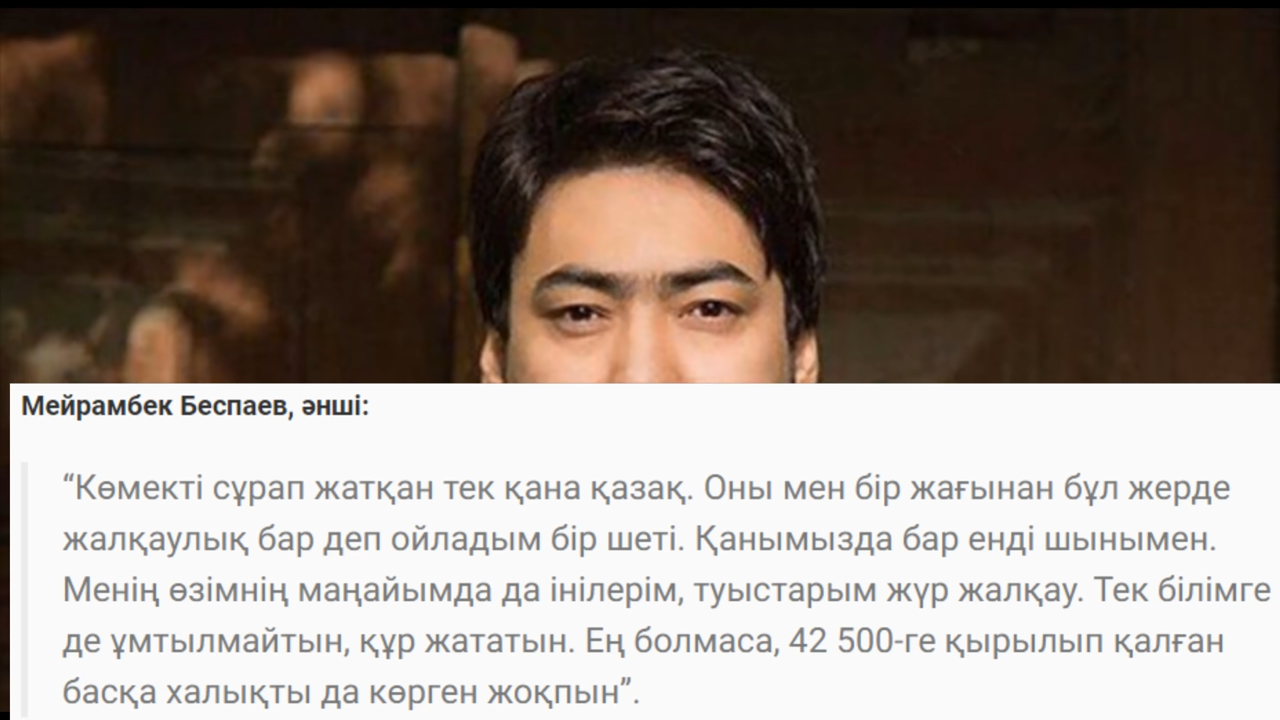 Мейрамбек Беспаев, әнші:
“Көмекті сұрап жатқан тек қана қазақ. Оны мен бір жағынан бұл жерде
жалқаулық бар деп ойладым бір шеті. Қанымызда бар енді шынымен.
Менің өзімнің маңайымда да інілерім, туыстарым жүр жалқау. Тек білімге
де ұмтылмайтын, құр жататын. Ең болмаса, 42 500-ге қырылып қалған
басқа халықты да көрген жоқпын”.